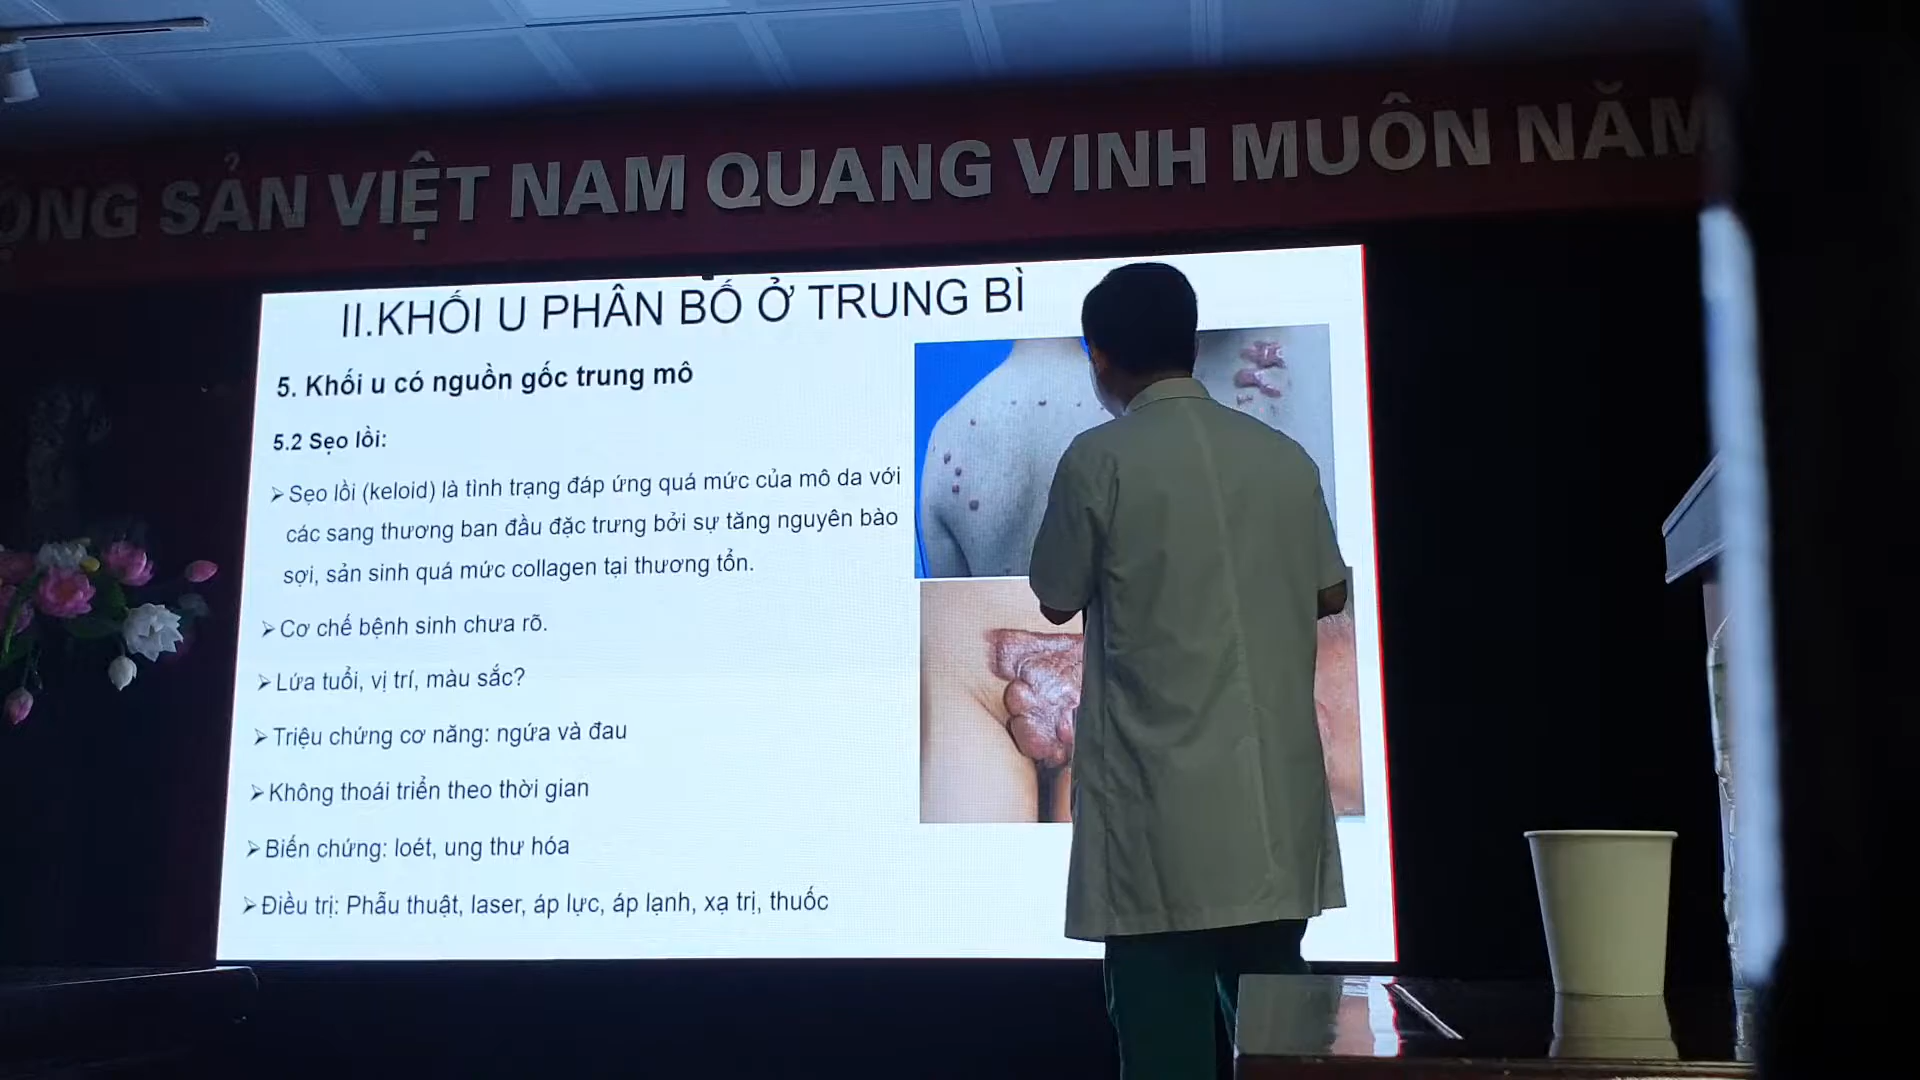 ỘNG SẢN VIỆT NAM QUANG VINH MUÔN NĂM
II.KHỐI U PHÂN BỐ Ở TRUNG BÌ
5. Khối u có nguồn gốc trung mô
5.2 Sẹo lồi:
➢ Sẹo lồi (keloid) là tình trạng đáp ứng quá mức của mô da với
các sang thương ban đầu đặc trưng bởi sự tăng nguyên bào
sợi, sản sinh quá mức collagen tại thương tổn.
➢ Cơ chế bệnh sinh chưa rõ.
➢ Lứa tuổi, vị trí, màu sắc?
➢ Triệu chứng cơ năng: ngứa và đau
➢ Không thoái triển theo thời gian
➢ Biến chứng: loét, ung thư hóa
➢ Điều trị: Phẫu thuật, laser, áp lực, áp lạnh, xạ trị, thuốc